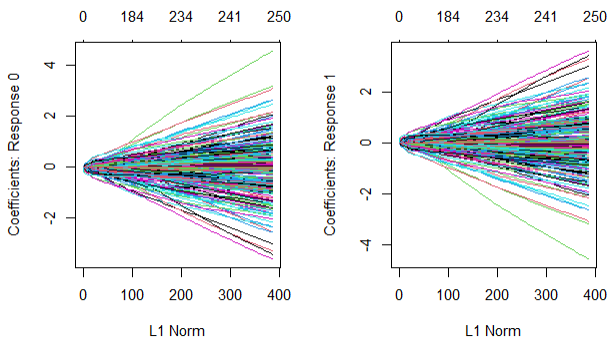 0 184 234 241 250
Coefficients: Response 0
4
2
0
-2
0 100 200 300 400
L1 Norm
0 184 234 241 250
Coefficients: Response 1
2
0
-2
-4
0 100 200 300 400
L1 Norm